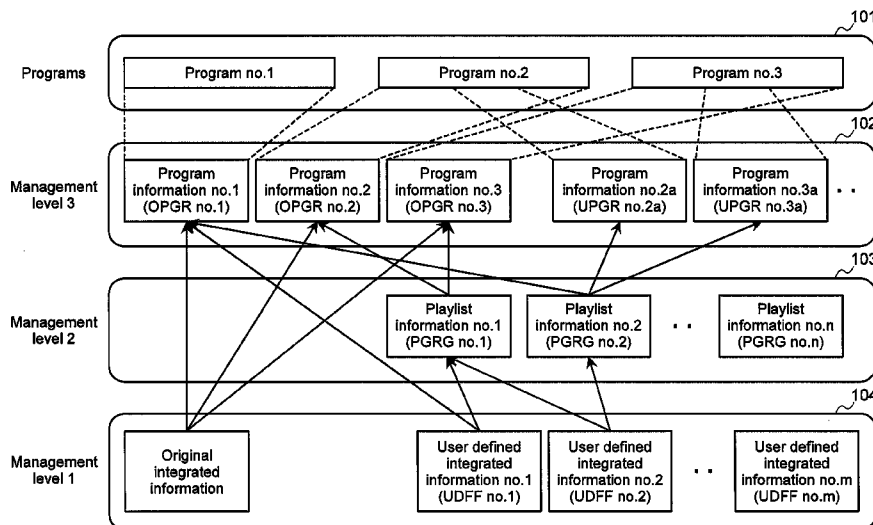 101
Programs
Program no.1
Program no.2
Program no.3
102
Management
level 3
Program
information no.1
(OPGR no.1)
Program
information no.2
(OPGR no.2)
Program
information no.3
(OPGR no.3)
Program
information no.2a
(UPGR no.2a)
Program
information no.3a
(UPGR no.3a)
103
Management
level 2
Playlist
information no.1
(PGRG no.1)
Playlist
information no.2
(PGRG no.2)
Playlist
information no.n
(PGRG no.n)
104
Management
level 1
Original
integrated
information
User defined
integrated
information no.1
(UDFF no.1)
User defined
integrated
information no.2
(UDFF no.2)
User defined
integrated
information no.m
(UDFF no.m)